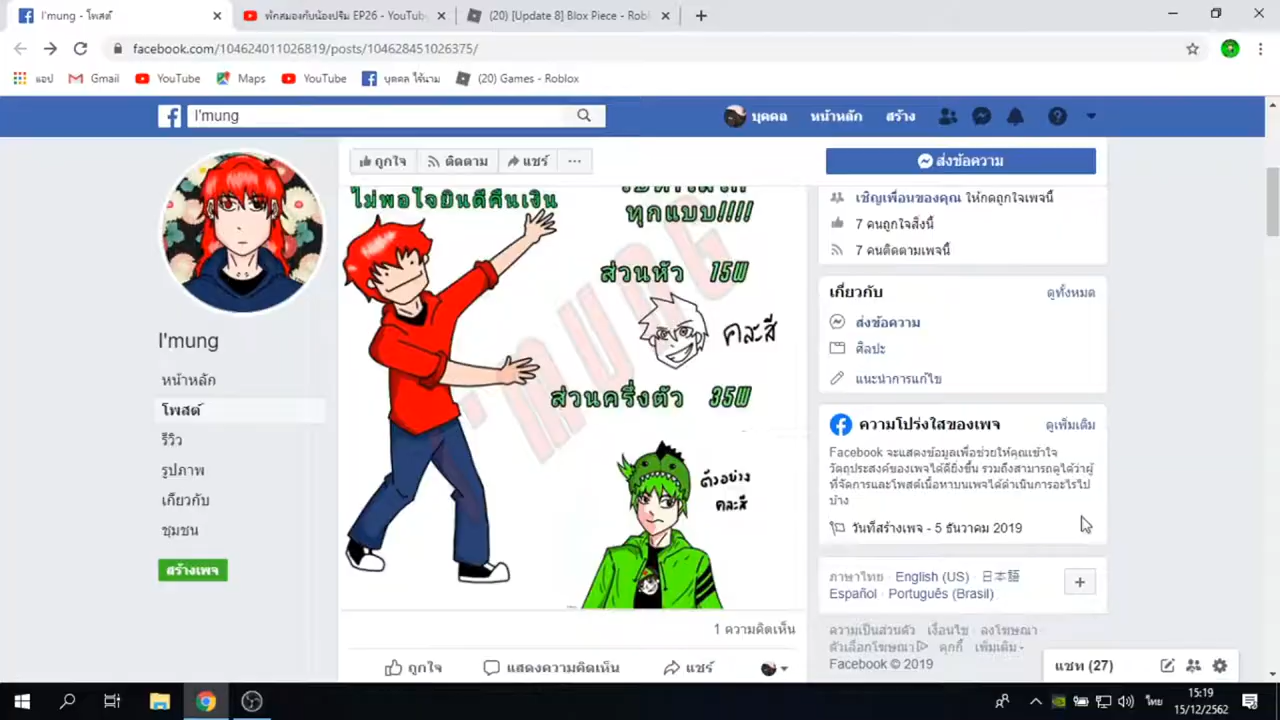 I'mung - โพสต์
พักสมองกับน้องปริม EP26 - YouTube
(20) [Update 8] Blox Piece - Robl
facebook.com/104624011026819/posts/104628451026375/
แอป
Gmail
YouTube
Maps
YouTube
บุคคล ไร้นาม
(20) Games - Roblox
I'mung
บุคคล
หน้าหลัก
สร้าง
ถูกใจ
ติดตาม
แชร์
ส่งข้อความ
ไม่พอใจยินดีคืนเงิน
ทุกแบบ!!!!
ส่วนหัว 15฿
คละสี
ส่วนครึ่งตัว 35฿
ตัวอย่าง
คละสี
I'MUNG
I'mung
หน้าหลัก
โพสต์
รีวิว
รูปภาพ
เกี่ยวกับ
ชุมชน
สร้างเพจ
เชิญเพื่อนของคุณ ให้กดถูกใจเพจนี้
7 คนถูกใจสิ่งนี้
7 คนติดตามเพจนี้
เกี่ยวกับ
ดูทั้งหมด
ส่งข้อความ
ศิลปะ
แนะนำการแก้ไข
ความโปร่งใสของเพจ
ดูเพิ่มเติม
Facebook จะแสดงข้อมูลเพื่อช่วยให้คุณเข้าใจ
วัตถุประสงค์ของเพจได้ดียิ่งขึ้น รวมถึงสามารถดูได้ว่าผู้
ที่จัดการและโพสต์เนื้อหาบนเพจได้ดำเนินการอะไรไป
บ้าง
วันที่สร้างเพจ - 5 ธันวาคม 2019
ภาษาไทย · English (US) · 日本語
Español · Português (Brasil)
ความเป็นส่วนตัว · เงื่อนไข · ลงโฆษณา ·
ตัวเลือกโฆษณา · คุกกี้ · เพิ่มเติม
Facebook © 2019
1 ความคิดเห็น
ถูกใจ
แสดงความคิดเห็น
แชร์
แชท (27)
ไทย
15:19
15/12/2562